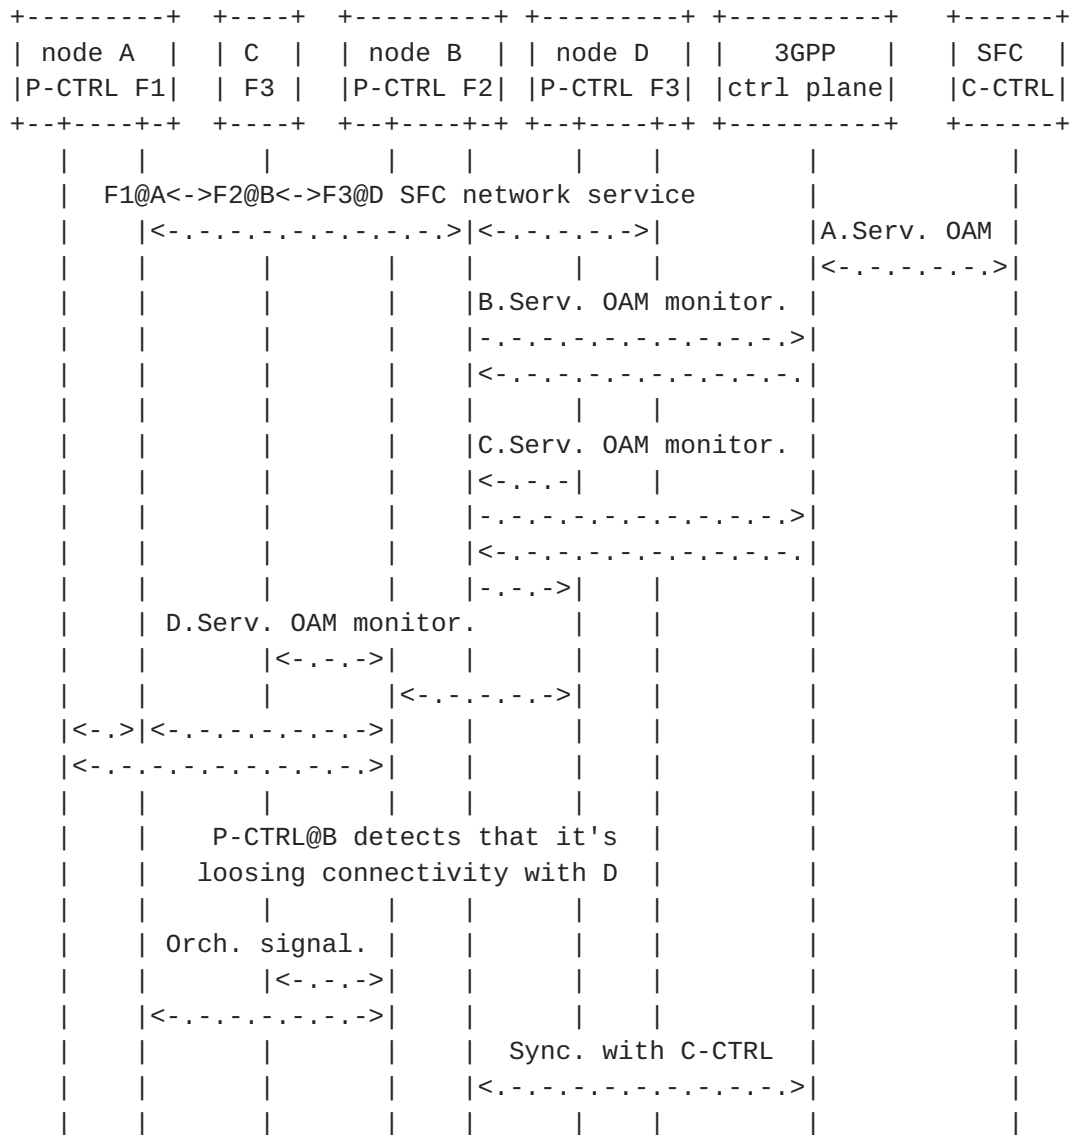 +---------+  +----+  +---------+ +---------+ +----------+   +------+
| node A  |  | C  |  | node B  | | node D  | |   3GPP   |   | SFC  |
|P-CTRL F1|  | F3 |  |P-CTRL F2| |P-CTRL F3| |ctrl plane|   |C-CTRL|
+--+----+-+  +----+  +--+----+-+ +--+----+-+ +----------+   +------+
   |    |       |       |    |      |    |         |            |
   |  F1@A<->F2@B<->F3@D SFC network service       |            |
   |    |<-.-.-.-.-.-.-.-.-.>|<-.-.-.-.->|         |A.Serv. OAM |
   |    |       |       |    |      |    |         |<-.-.-.-.-.>|
   |    |       |       |    |B.Serv. OAM monitor. |            |
   |    |       |       |    |-.-.-.-.-.-.-.-.-.-.>|            |
   |    |       |       |    |<-.-.-.-.-.-.-.-.-.-.|            |
   |    |       |       |    |      |    |         |            |
   |    |       |       |    |C.Serv. OAM monitor. |            |
   |    |       |       |    |<-.-.-|    |         |            |
   |    |       |       |    |-.-.-.-.-.-.-.-.-.-.>|            |
   |    |       |       |    |<-.-.-.-.-.-.-.-.-.-.|            |
   |    |       |       |    |-.-.->|    |         |            |
   |    | D.Serv. OAM monitor.      |    |         |            |
   |    |       |<-.-.->|    |      |    |         |            |
   |    |       |       |<-.-.-.-.->|    |         |            |
   |<-.>|<-.-.-.-.-.-.->|    |      |    |         |            |
   |<-.-.-.-.-.-.-.-.-.>|    |      |    |         |            |
   |    |       |       |    |      |    |         |            |
   |    |    P-CTRL@B detects that it's  |         |            |
   |    |   loosing connectivity with D  |         |            |
   |    |       |       |    |      |    |         |            |
   |    | Orch. signal. |    |      |    |         |            |
   |    |       |<-.-.->|    |      |    |         |            |
   |    |<-.-.-.-.-.-.->|    |      |    |         |            |
   |    |       |       |    |  Sync. with C-CTRL  |            |
   |    |       |       |    |<.-.-.-.-.-.-.-.-.-.>|            |
   |    |       |       |    |      |    |         |            |